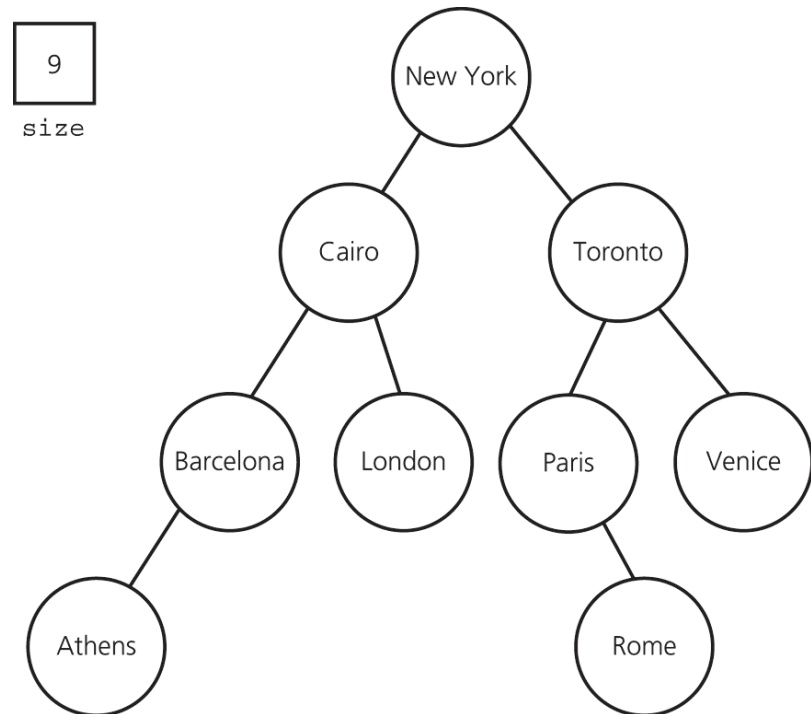 9
size
New York
Cairo
Toronto
Barcelona
London
Paris
Venice
Athens
Rome